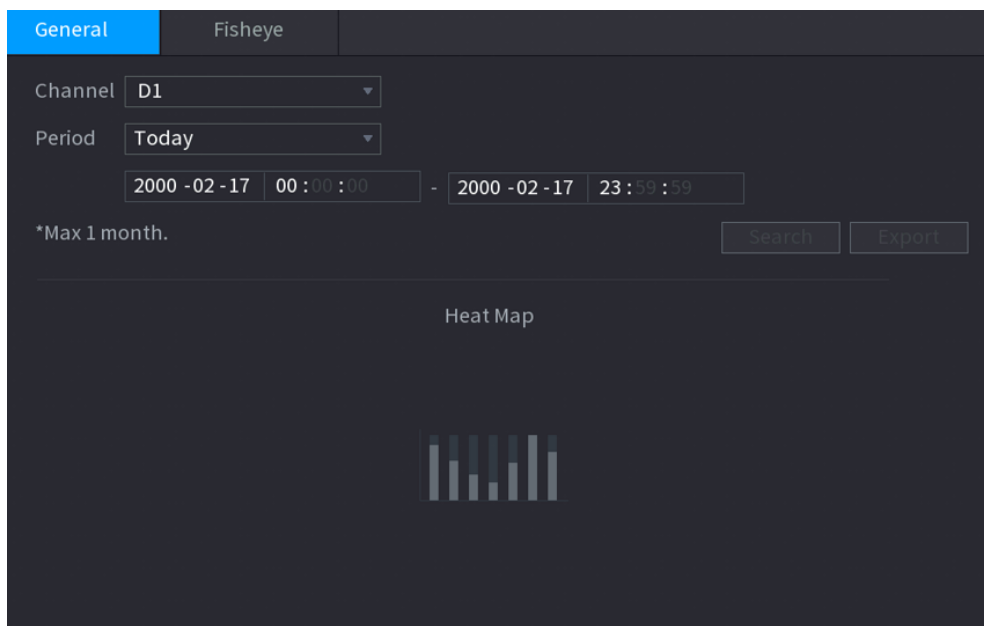 General Fisheye
Channel D1
Period Today
2000 -02 -17 00 :00 :00 - 2000 -02 -17 23 :59 :59
*Max 1 month.
Search Export
Heat Map